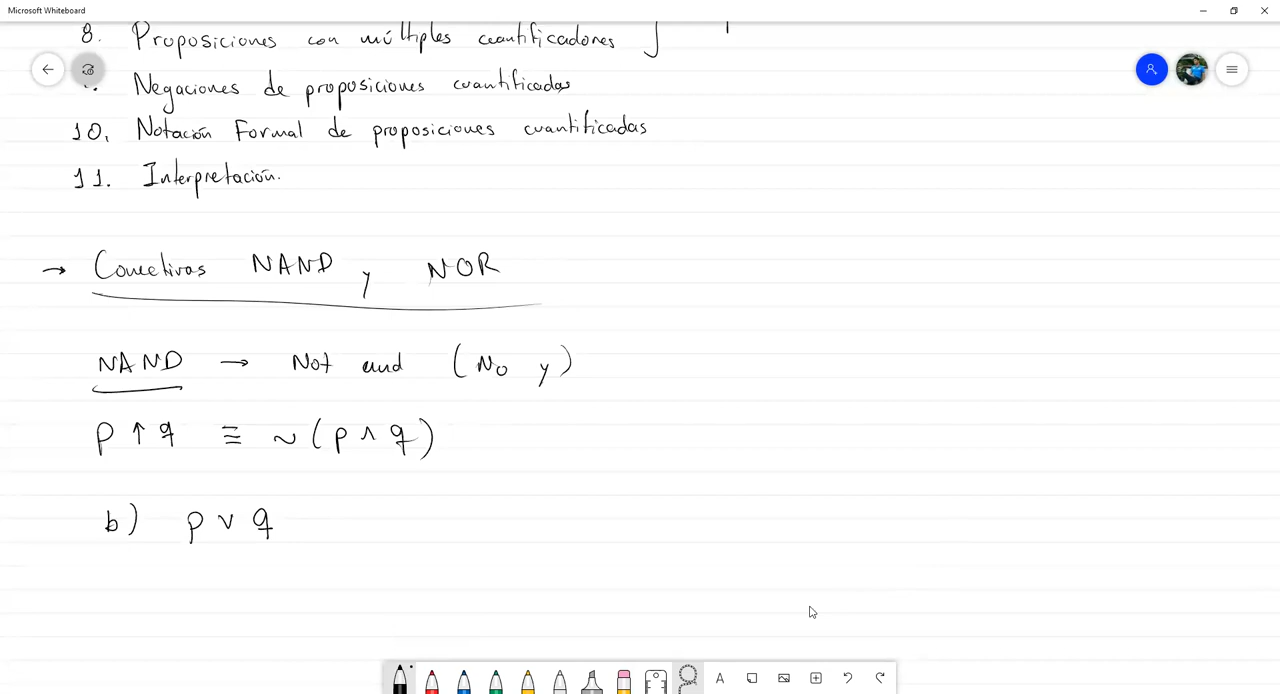 Microsoft Whiteboard
8. Proposiciones con múltiples cuantificadores
Negaciones de proposiciones cuantificadas
10. Notación Formal de proposiciones cuantificadas
11. Interpretación.
→ Conectivas NAND y NOR
NAND → Not and (No y)
p ↑ q ≡ ~(p ∧ q)
b) p ∨ q